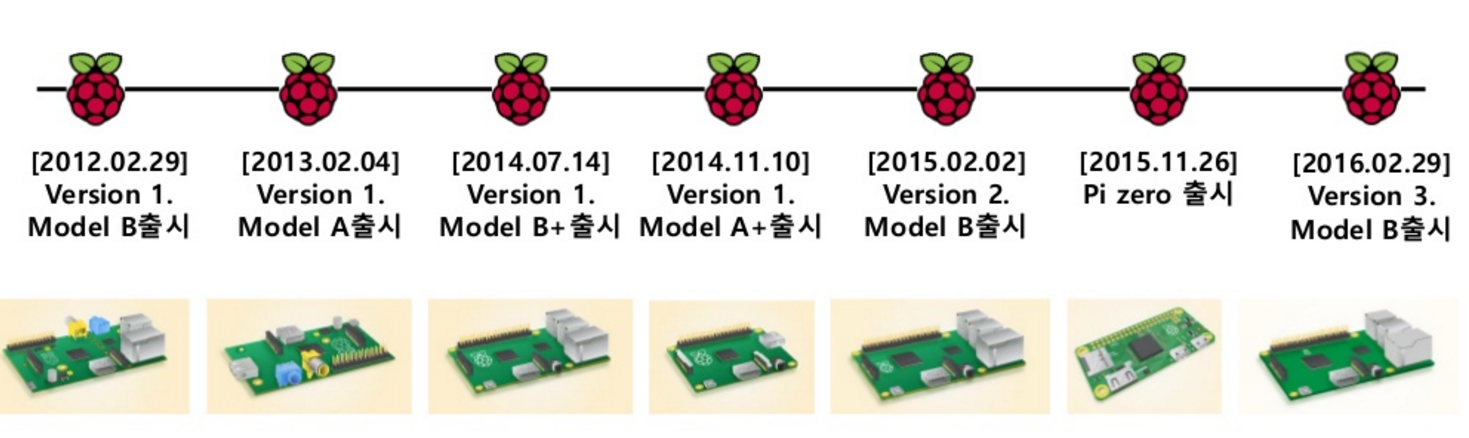 [2012.02.29]
Version 1.
Model B출시
[2013.02.04]
Version 1.
Model A출시
[2014.07.14]
Version 1.
Model B+출시
[2014.11.10]
Version 1.
Model A+출시
[2015.02.02]
Version 2.
Model B출시
[2015.11.26]
Pi zero 출시
[2016.02.29]
Version 3.
Model B출시